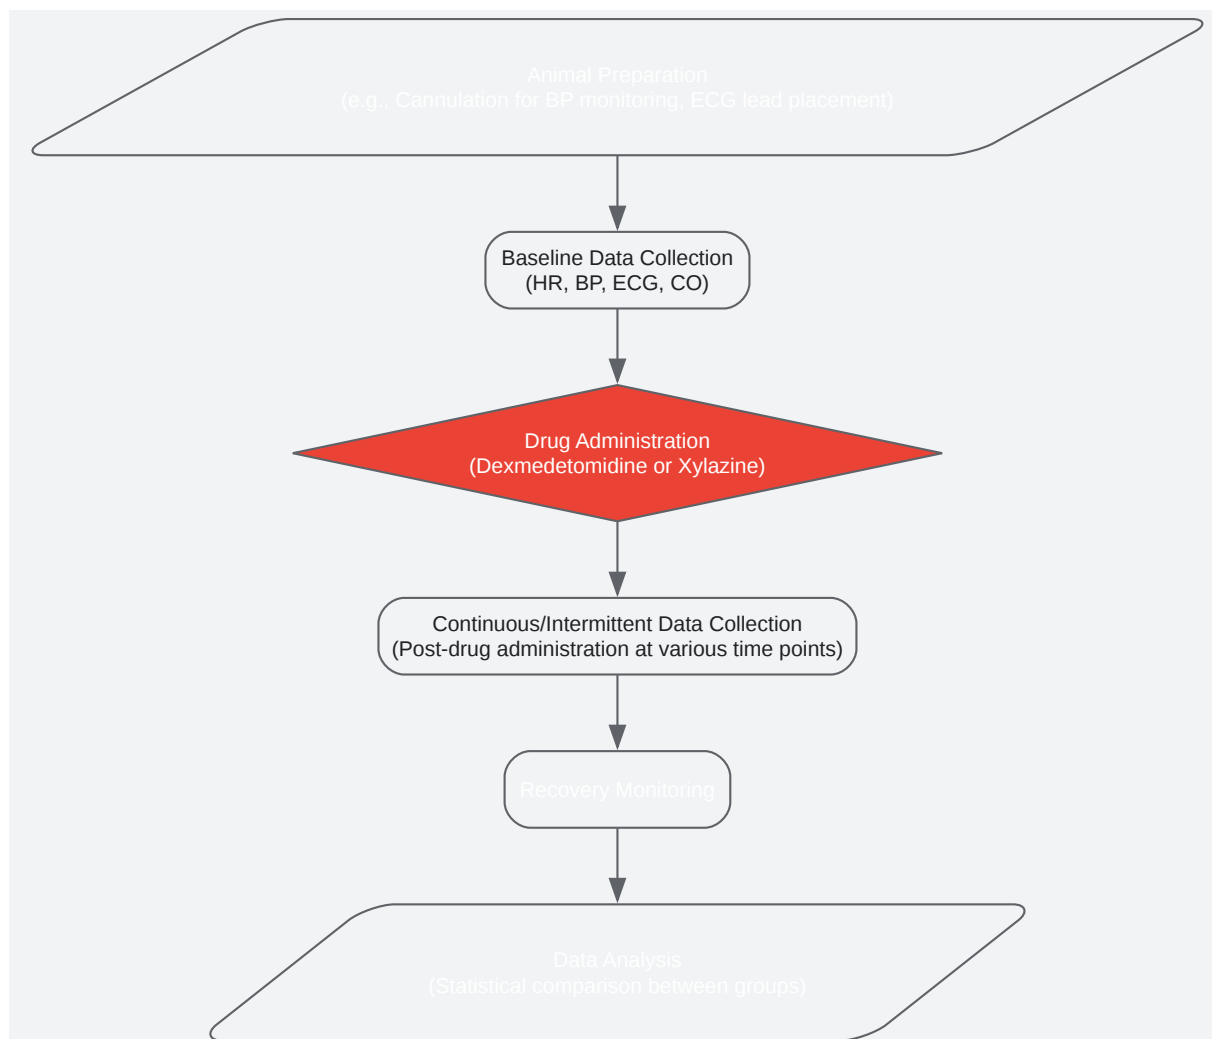 Animal Preparation
(e.g., Cannulation for BP monitoring, ECG lead placement)
Baseline Data Collection
(HR, BP, ECG, CO)
Drug Administration
(Dexmedetomidine or Xylazine)
Continuous/Intermittent Data Collection
(Post-drug administration at various time points)
Recovery Monitoring
Data Analysis
(Statistical comparison between groups)